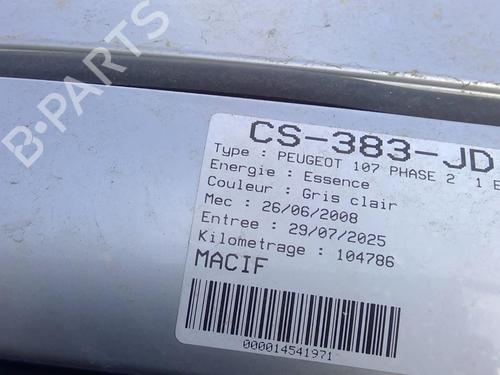 B-PARTS
CS-383-JD
Type : PEUGEOT 107 PHASE 2 1 E
Energie : Essence
Couleur : Gris clair
Mec : 26/06/2008
Entree : 29/07/2025
Kilometrage : 104786
MACIF
000014541971